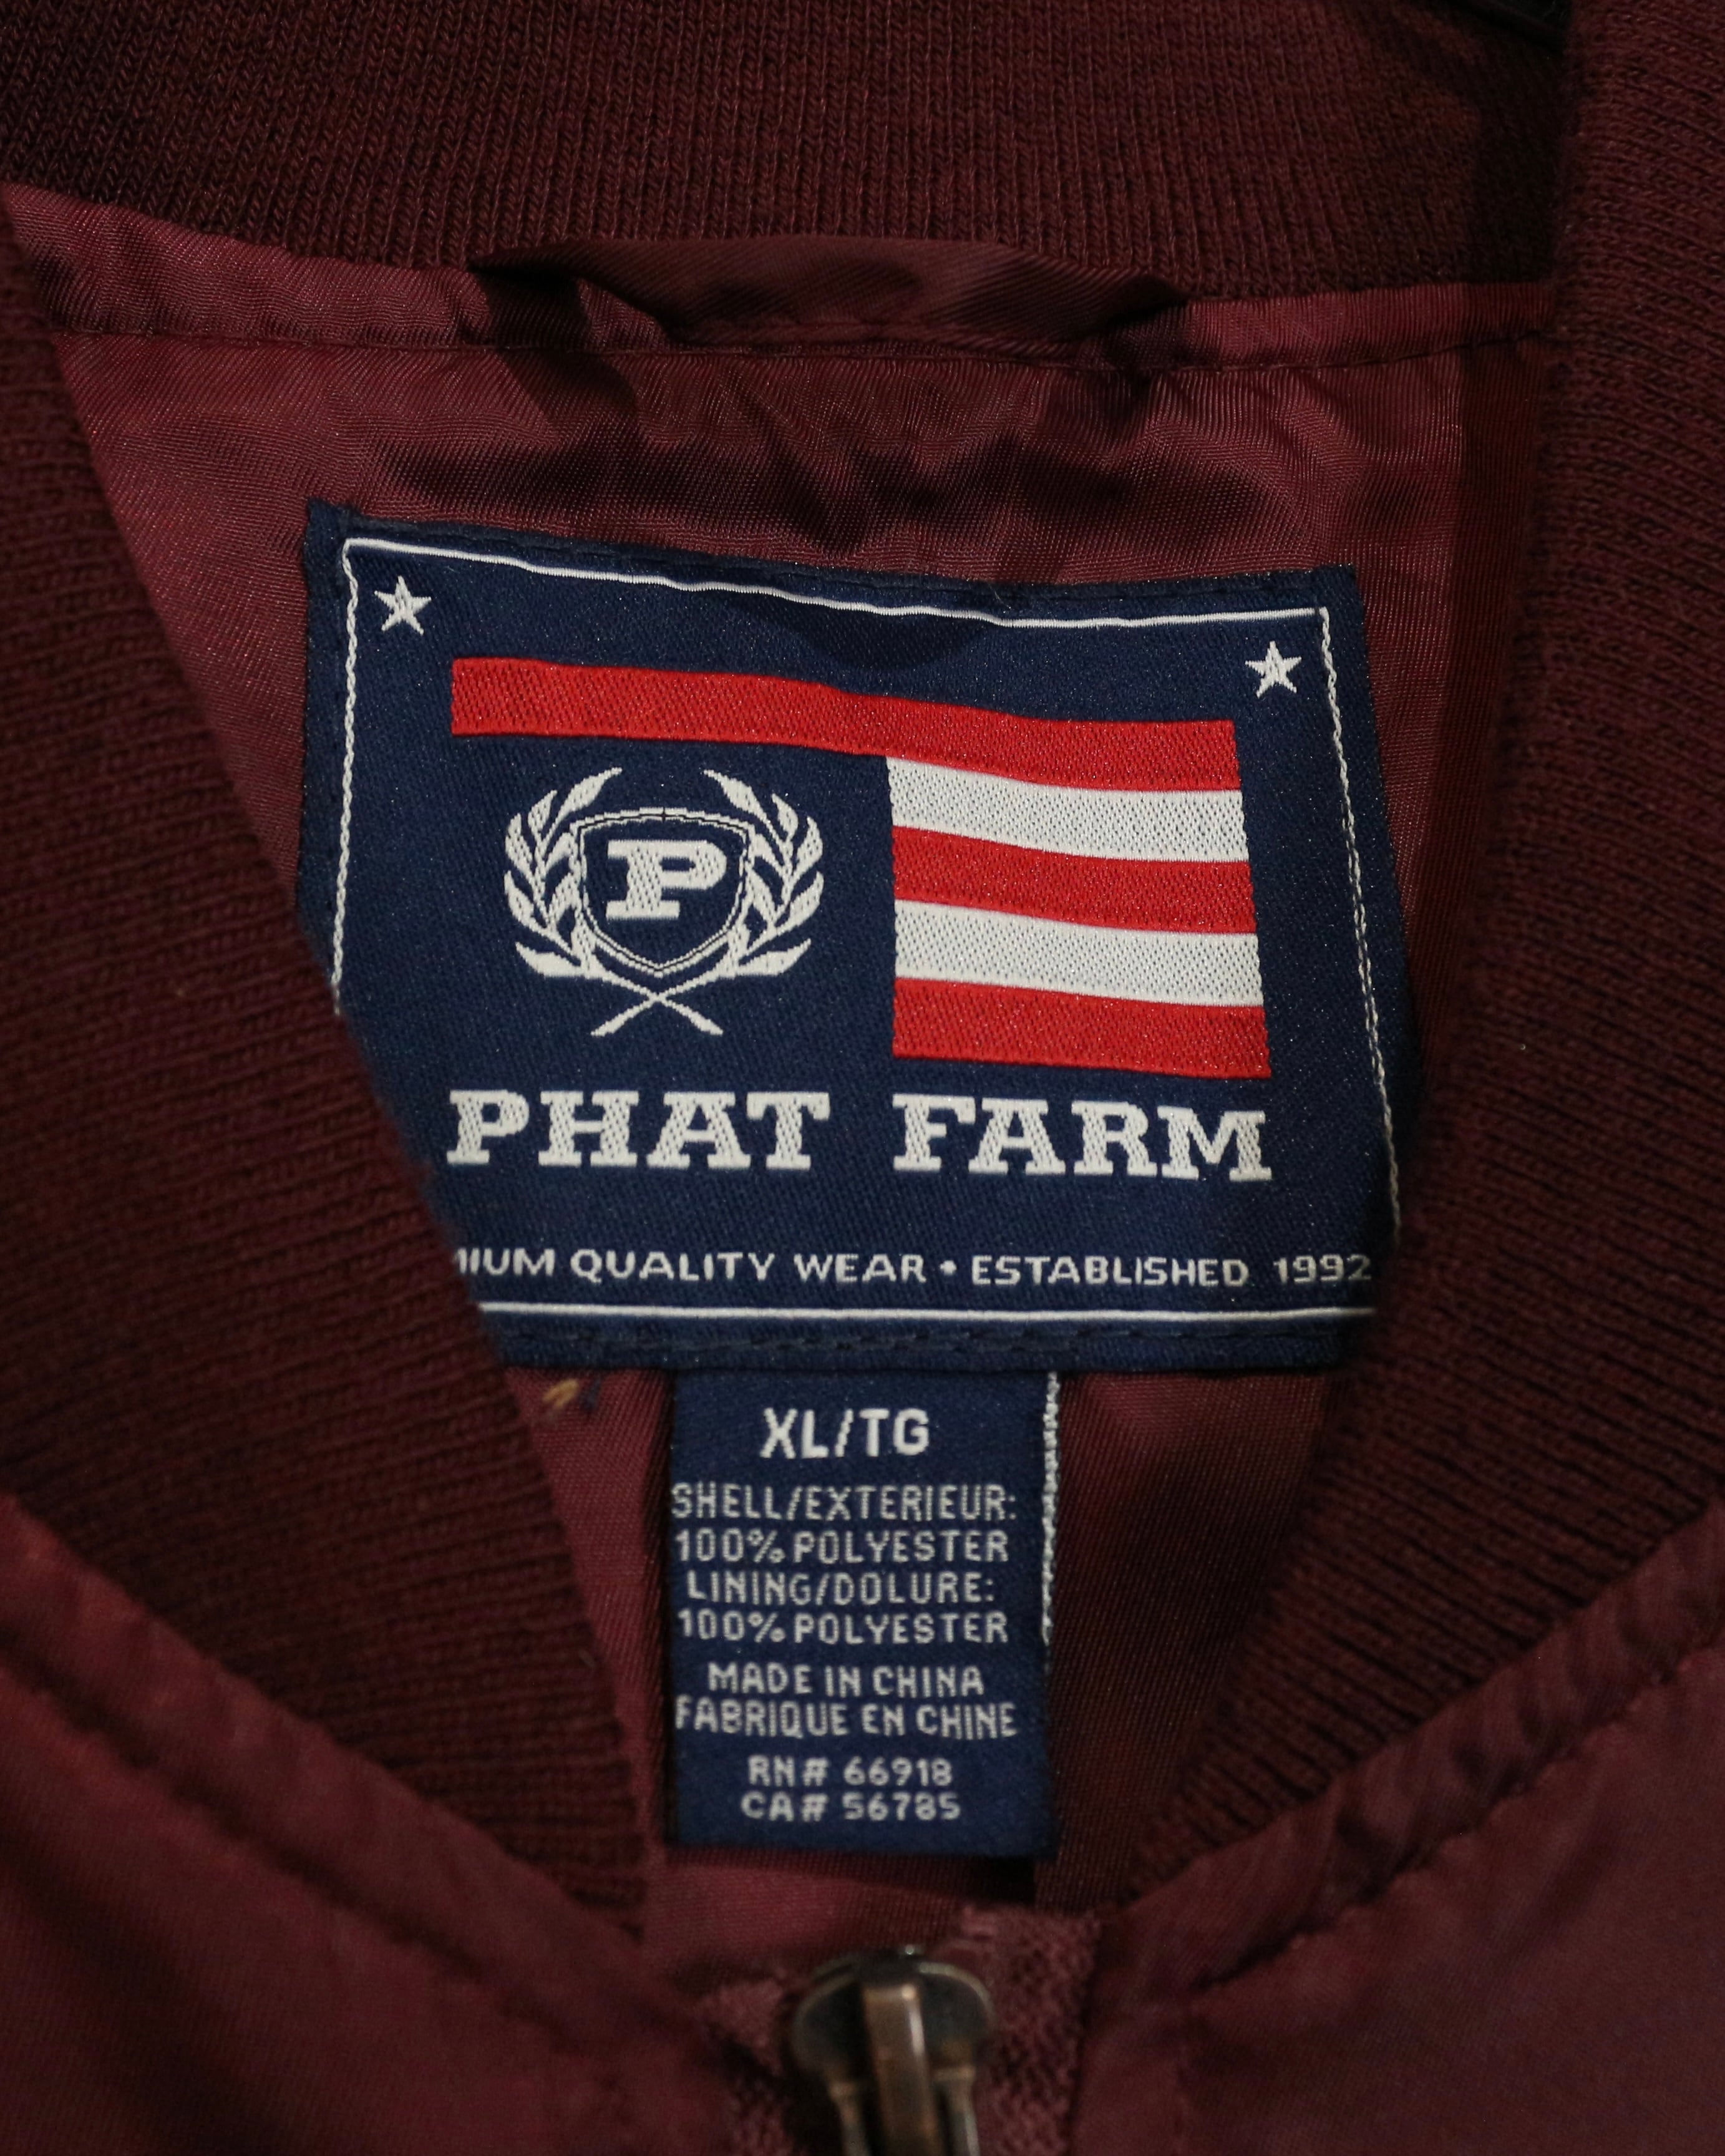 P
PHAT FARM
QUALITY WEAR • ESTABLISHED 1992
XL/TG
SHELL/EXTERIEUR:
100% POLYESTER
LINING/DOLURE:
100% POLYESTER
MADE IN CHINA
FABRIQUE EN CHINE
RN# 66918
CA# 56785